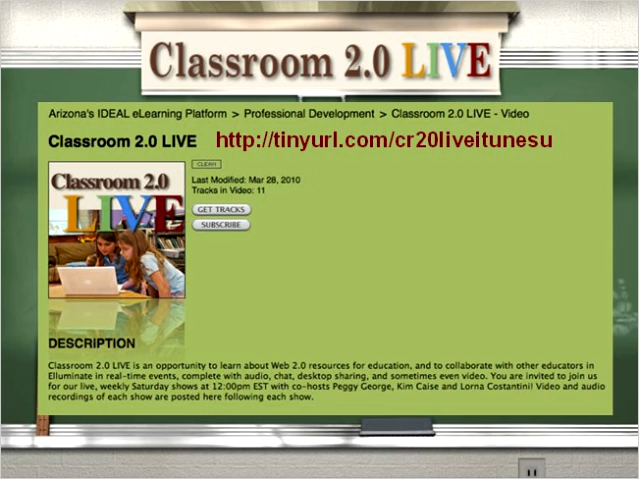 Classroom 2.0 LIVE
Arizona's IDEAL eLearning Platform > Professional Development > Classroom 2.0 LIVE - Video
Classroom 2.0 LIVE http://tinyurl.com/cr20liveitunesu
Classroom 2.0
LIVE
CLEAN
Last Modified: Mar 28, 2010
Tracks in Video: 11
GET TRACKS
SUBSCRIBE
DESCRIPTION
Classroom 2.0 LIVE is an opportunity to learn about Web 2.0 resources for education, and to collaborate with other educators in
Elluminate in real-time events, complete with audio, chat, desktop sharing, and sometimes even video. You are invited to join us
for our live, weekly Saturday shows at 12:00pm EST with co-hosts Peggy George, Kim Caise and Lorna Costantini! Video and audio
recordings of each show are posted here following each show.